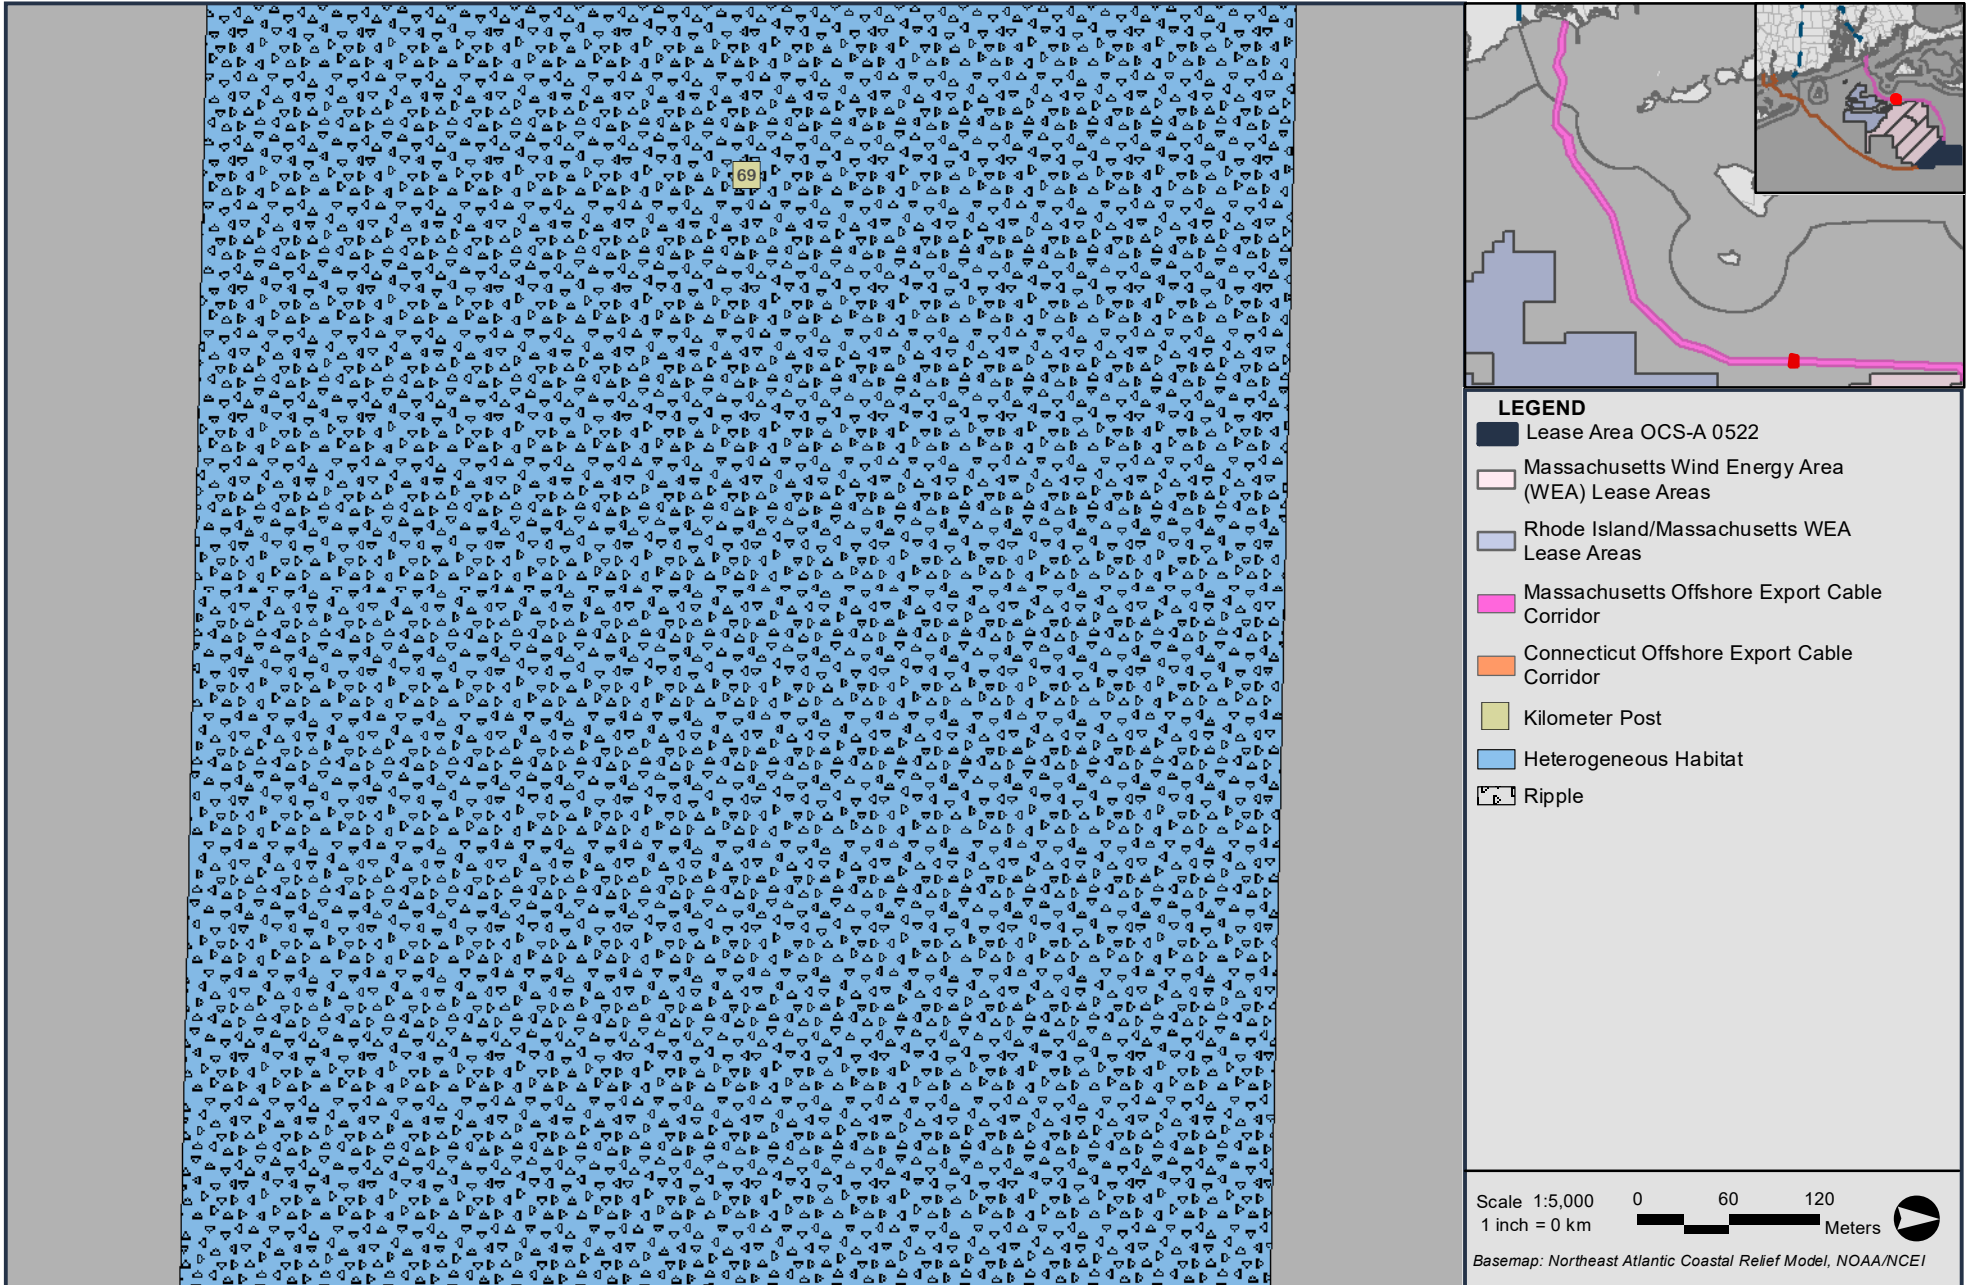 69
LEGEND
Lease Area OCS-A 0522
Massachusetts Wind Energy Area
(WEA) Lease Areas
Rhode Island/Massachusetts WEA
Lease Areas
Massachusetts Offshore Export Cable
Corridor
Connecticut Offshore Export Cable
Corridor
Kilometer Post
Heterogeneous Habitat
Ripple
Scale 1:5,000
1 inch = 0 km
0 60 120
Meters
Basemap: Northeast Atlantic Coastal Relief Model, NOAA/NCEI